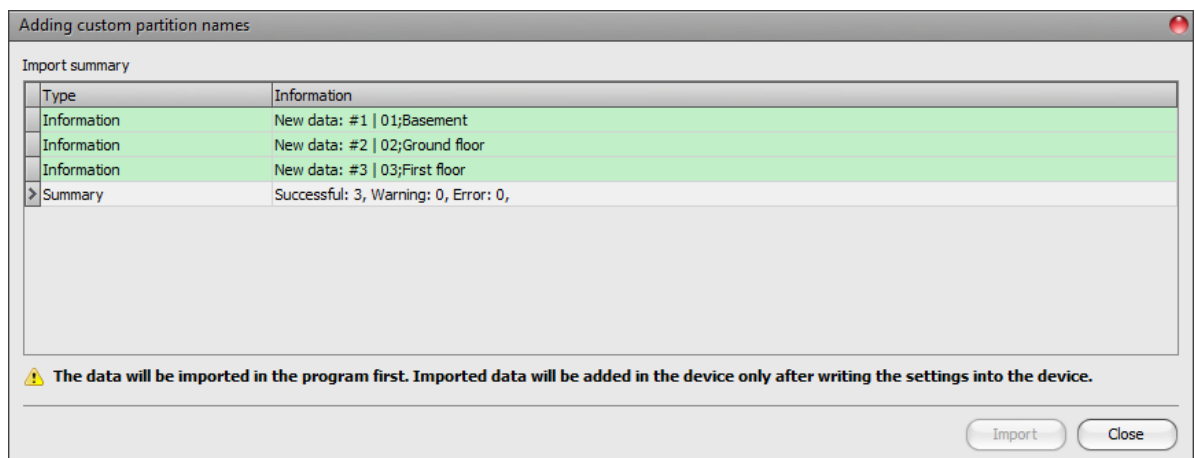 Adding custom partition names
Import summary
Type Information
Information New data: #1 | 01;Basement
Information New data: #2 | 02;Ground floor
Information New data: #3 | 03;First floor
Summary Successful: 3, Warning: 0, Error: 0,
The data will be imported in the program first. Imported data will be added in the device only after writing the settings into the device.
Import Close